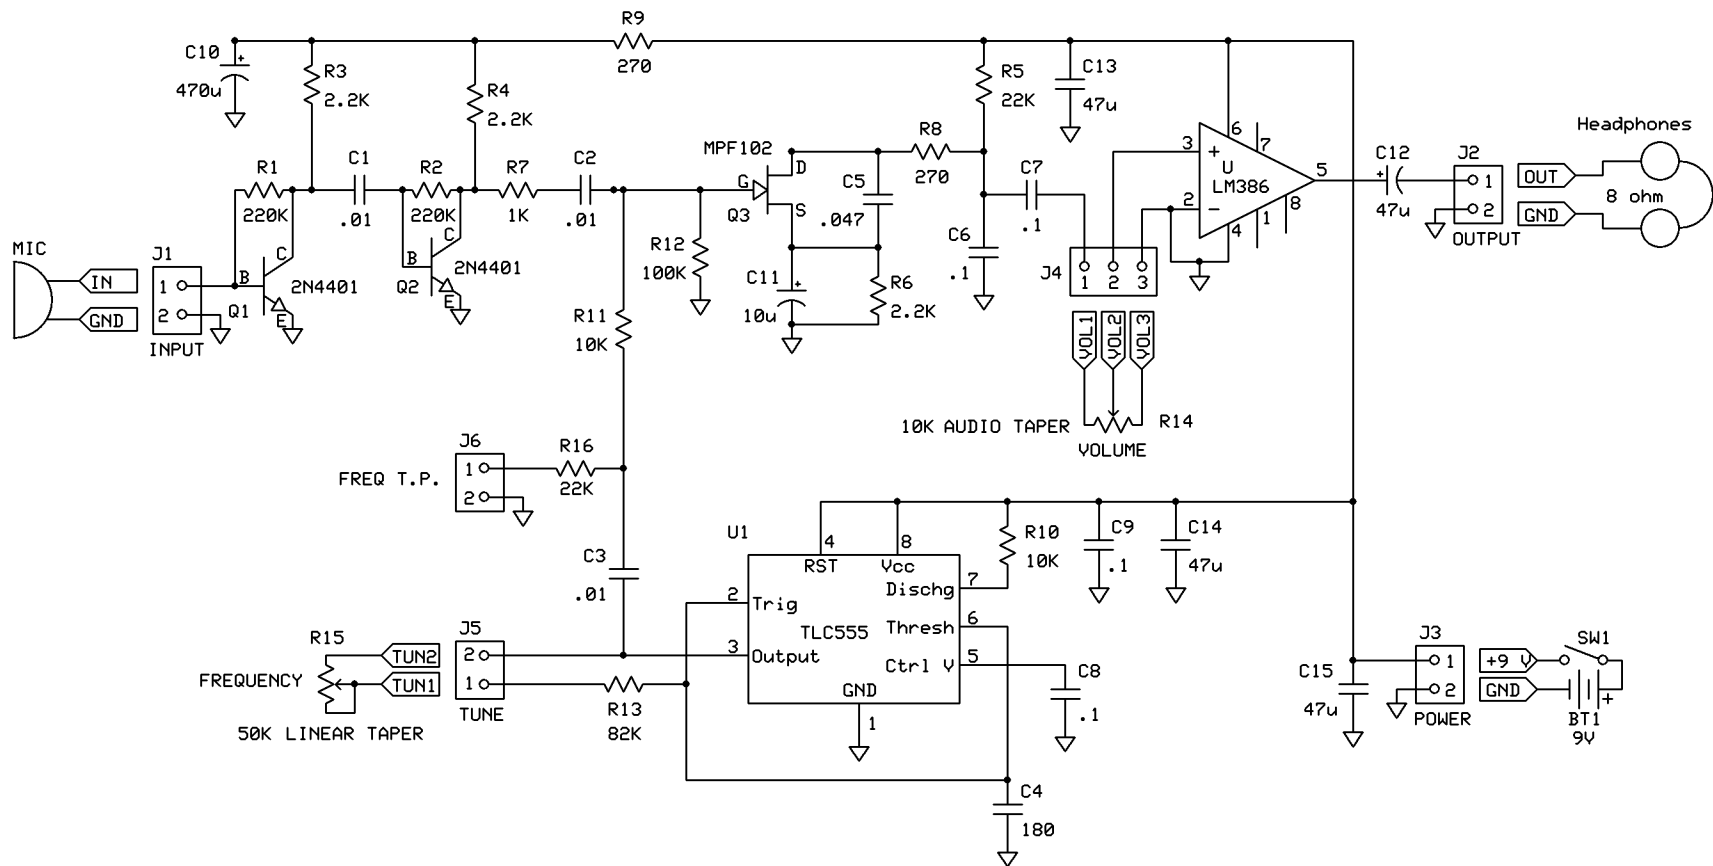 R9
270
C10
+
470u
R3
2.2K
R4
2.2K
R5
22K
C13
47u
R1
220K
C1
.01
R2
220K
R7
1K
C2
.01
MPF102
G
D
S
Q3
R8
270
C5
.047
C7
.1
C6
.1
3
+
6
7
U
LM386
2
-
4
1
8
5
C12
+
47u
J2
1
2
OUTPUT
Headphones
OUT
8 ohm
GND
MIC
IN
GND
J1
1
2
INPUT
B
C
E
Q1
2N4401
B
C
E
Q2
2N4401
R12
100K
C11
+
10u
R6
2.2K
J4
1
2
3
VOL1
VOL2
VOL3
10K AUDIO TAPER
R14
VOLUME
R11
10K
J6
1
2
FREQ T.P.
R16
22K
C3
.01
U1
4
RST
8
Vcc
Dischg
7
2
Trig
TLC555
Thresh
6
3
Output
Ctrl V
5
GND
1
R10
10K
C9
.1
C14
47u
R15
TUN2
TUN1
FREQUENCY
50K LINEAR TAPER
J5
2
1
TUNE
R13
82K
C8
.1
C4
180
C15
47u
J3
1
2
POWER
+9 V
GND
SW1
+
BT1
9V